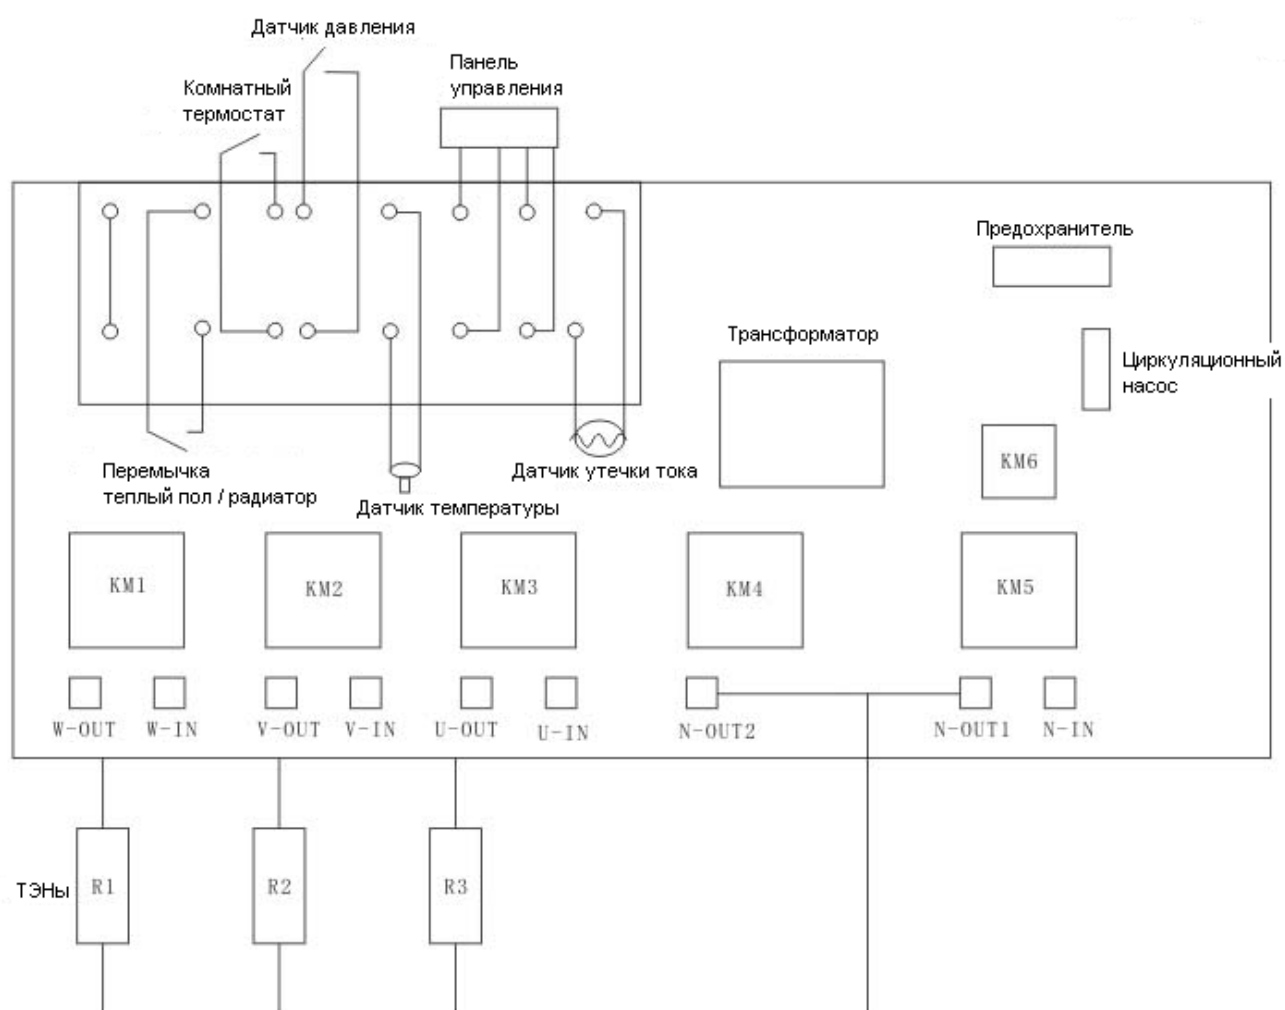 Датчик давления
Панель
управления
Комнатный
термостат
Предохранитель
Трансформатор
Циркуляционный
насос
KM6
Перемычка
теплый пол / радиатор
Датчик утечки тока
Датчик температуры
KM1
KM2
KM3
KM4
KM5
W-OUT
W-IN
V-OUT
V-IN
U-OUT
U-IN
N-OUT2
N-OUT1
N-IN
ТЭНы
R1
R2
R3